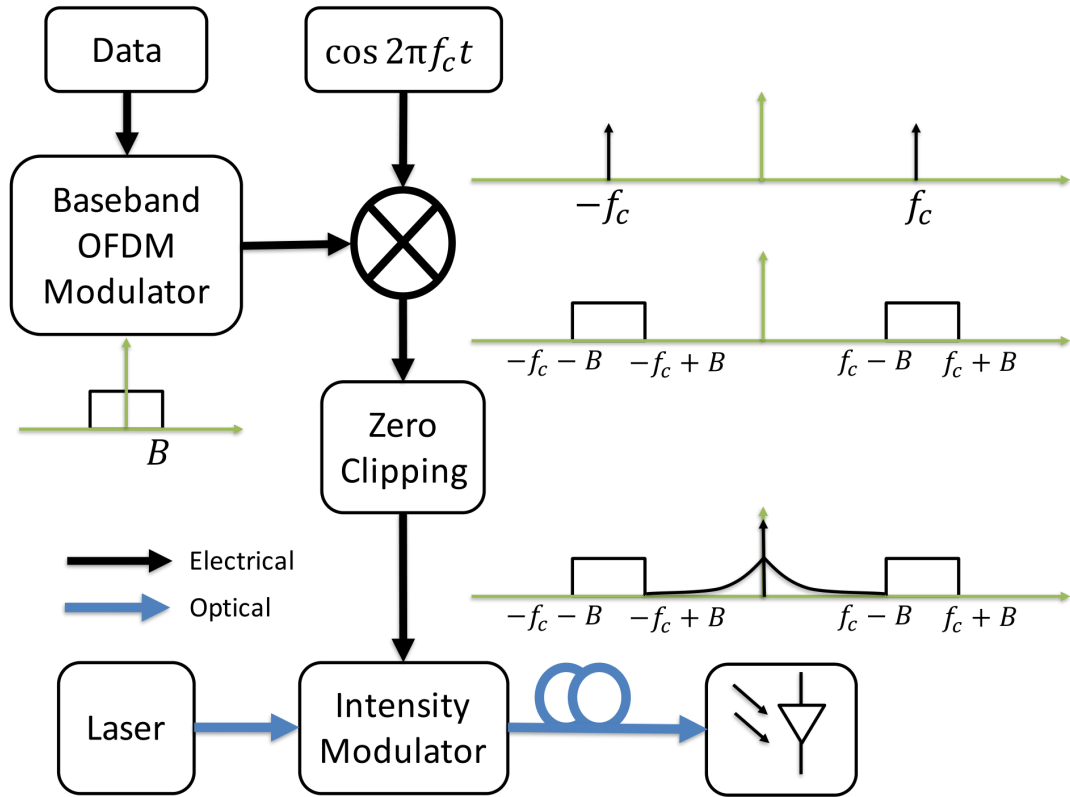 Data
cos 2πf_c t
Baseband
OFDM
Modulator
−f_c
f_c
−f_c − B
−f_c + B
f_c − B
f_c + B
B
Zero
Clipping
Electrical
Optical
−f_c − B
−f_c + B
f_c − B
f_c + B
Laser
Intensity
Modulator